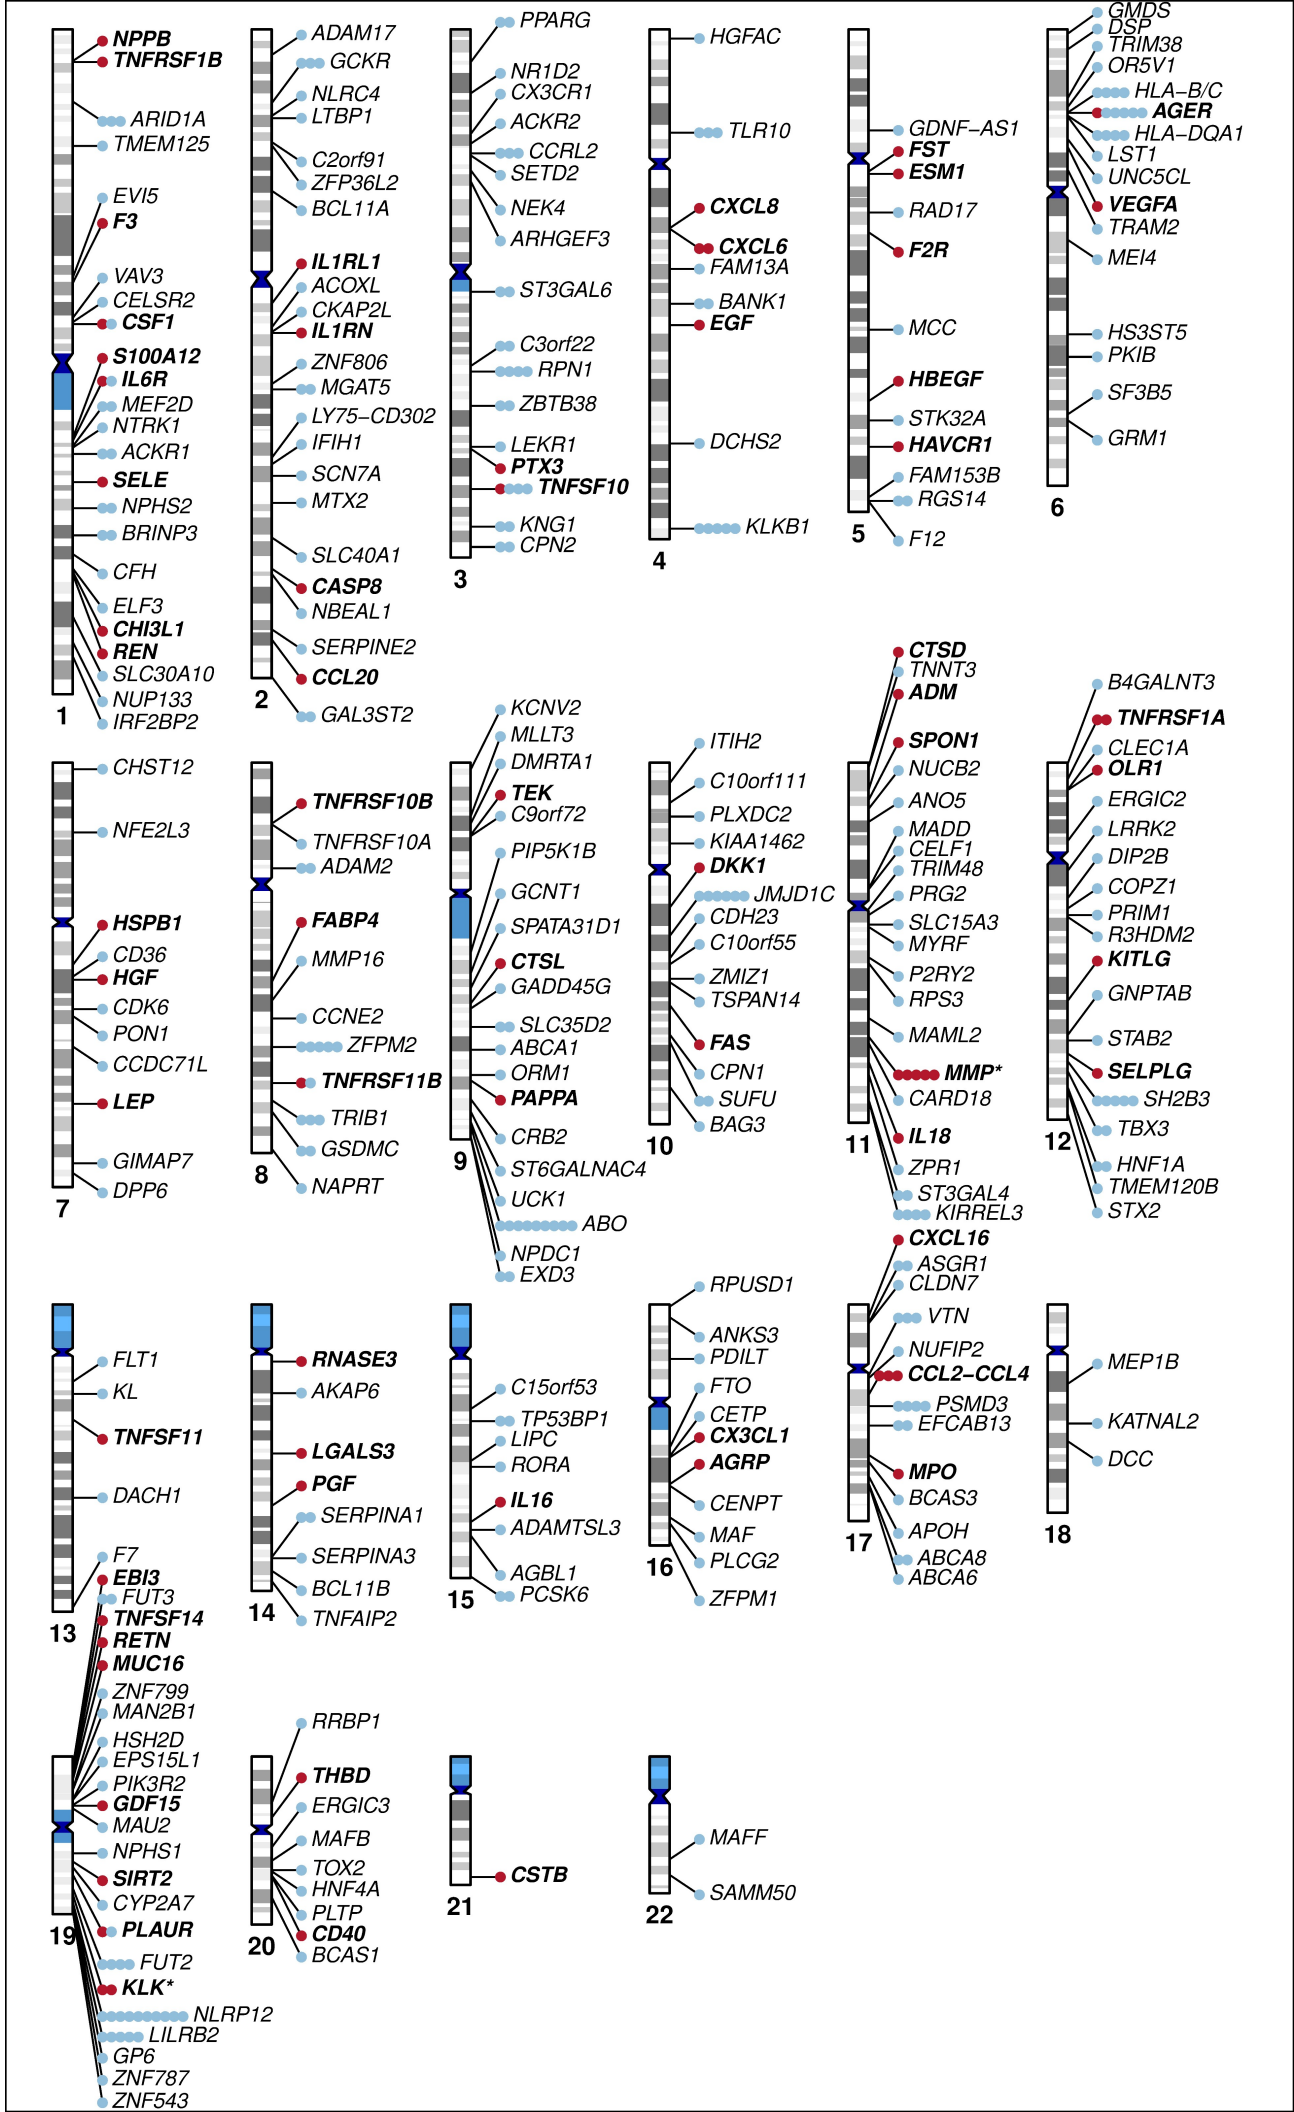 NPPB
TNFRSF1B
ARID1A
TMEM125
EVI5
F3
VAV3
CELSR2
CSF1
S100A12
IL6R
MEF2D
NTRK1
ACKR1
SELE
NPHS2
BRINP3
CFH
ELF3
CHI3L1
REN
SLC30A10
NUP133
IRF2BP2
1
ADAM17
GCKR
NLRC4
LTBP1
C2orf91
ZFP36L2
BCL11A
IL1RL1
ACOXL
CKAP2L
IL1RN
ZNF806
MGAT5
LY75−CD302
IFIH1
SCN7A
MTX2
SLC40A1
CASP8
NBEAL1
SERPINE2
CCL20
GAL3ST2
2
PPARG
NR1D2
CX3CR1
ACKR2
CCRL2
SETD2
NEK4
ARHGEF3
ST3GAL6
C3orf22
RPN1
ZBTB38
LEKR1
PTX3
TNFSF10
KNG1
CPN2
3
HGFAC
TLR10
CXCL8
CXCL6
FAM13A
BANK1
EGF
DCHS2
KLKB1
4
GDNF−AS1
FST
ESM1
RAD17
F2R
MCC
HBEGF
STK32A
HAVCR1
FAM153B
RGS14
F12
5
GMDS
DSP
TRIM38
OR5V1
HLA−B/C
AGER
HLA−DQA1
LST1
UNC5CL
VEGFA
TRAM2
MEI4
HS3ST5
PKIB
SF3B5
GRM1
6
CHST12
NFE2L3
HSPB1
CD36
HGF
CDK6
PON1
CCDC71L
LEP
GIMAP7
DPP6
7
TNFRSF10B
TNFRSF10A
ADAM2
FABP4
MMP16
CCNE2
ZFPM2
TNFRSF11B
TRIB1
GSDMC
NAPRT
8
KCNV2
MLLT3
DMRTA1
TEK
C9orf72
PIP5K1B
GCNT1
SPATA31D1
CTSL
GADD45G
SLC35D2
ABCA1
ORM1
PAPPA
CRB2
ST6GALNAC4
UCK1
ABO
NPDC1
EXD3
9
ITIH2
C10orf111
PLXDC2
KIAA1462
DKK1
JMJD1C
CDH23
C10orf55
ZMIZ1
TSPAN14
FAS
CPN1
SUFU
BAG3
10
CTSD
TNNT3
ADM
SPON1
NUCB2
ANO5
MADD
CELF1
TRIM48
PRG2
SLC15A3
MYRF
P2RY2
RPS3
MAML2
MMP*
CARD18
IL18
ZPR1
ST3GAL4
KIRREL3
11
B4GALNT3
TNFRSF1A
CLEC1A
OLR1
ERGIC2
LRRK2
DIP2B
COPZ1
PRIM1
R3HDM2
KITLG
GNPTAB
STAB2
SELPLG
SH2B3
TBX3
HNF1A
TMEM120B
STX2
12
FLT1
KL
TNFSF11
DACH1
F7
13
RNASE3
AKAP6
LGALS3
PGF
SERPINA1
SERPINA3
BCL11B
TNFAIP2
14
C15orf53
TP53BP1
LIPC
RORA
IL16
ADAMTSL3
AGBL1
PCSK6
15
RPUSD1
ANKS3
PDILT
FTO
CETP
CX3CL1
AGRP
CENPT
MAF
PLCG2
ZFPM1
16
CXCL16
ASGR1
CLDN7
VTN
NUFIP2
CCL2−CCL4
PSMD3
EFCAB13
MPO
BCAS3
APOH
ABCA8
ABCA6
17
MEP1B
KATNAL2
DCC
18
EBI3
FUT3
TNFSF14
RETN
MUC16
ZNF799
MAN2B1
HSH2D
EPS15L1
PIK3R2
GDF15
MAU2
NPHS1
SIRT2
CYP2A7
PLAUR
FUT2
KLK*
NLRP12
LILRB2
GP6
ZNF787
ZNF543
19
RRBP1
THBD
ERGIC3
MAFB
TOX2
HNF4A
PLTP
CD40
BCAS1
20
CSTB
21
MAFF
SAMM50
22